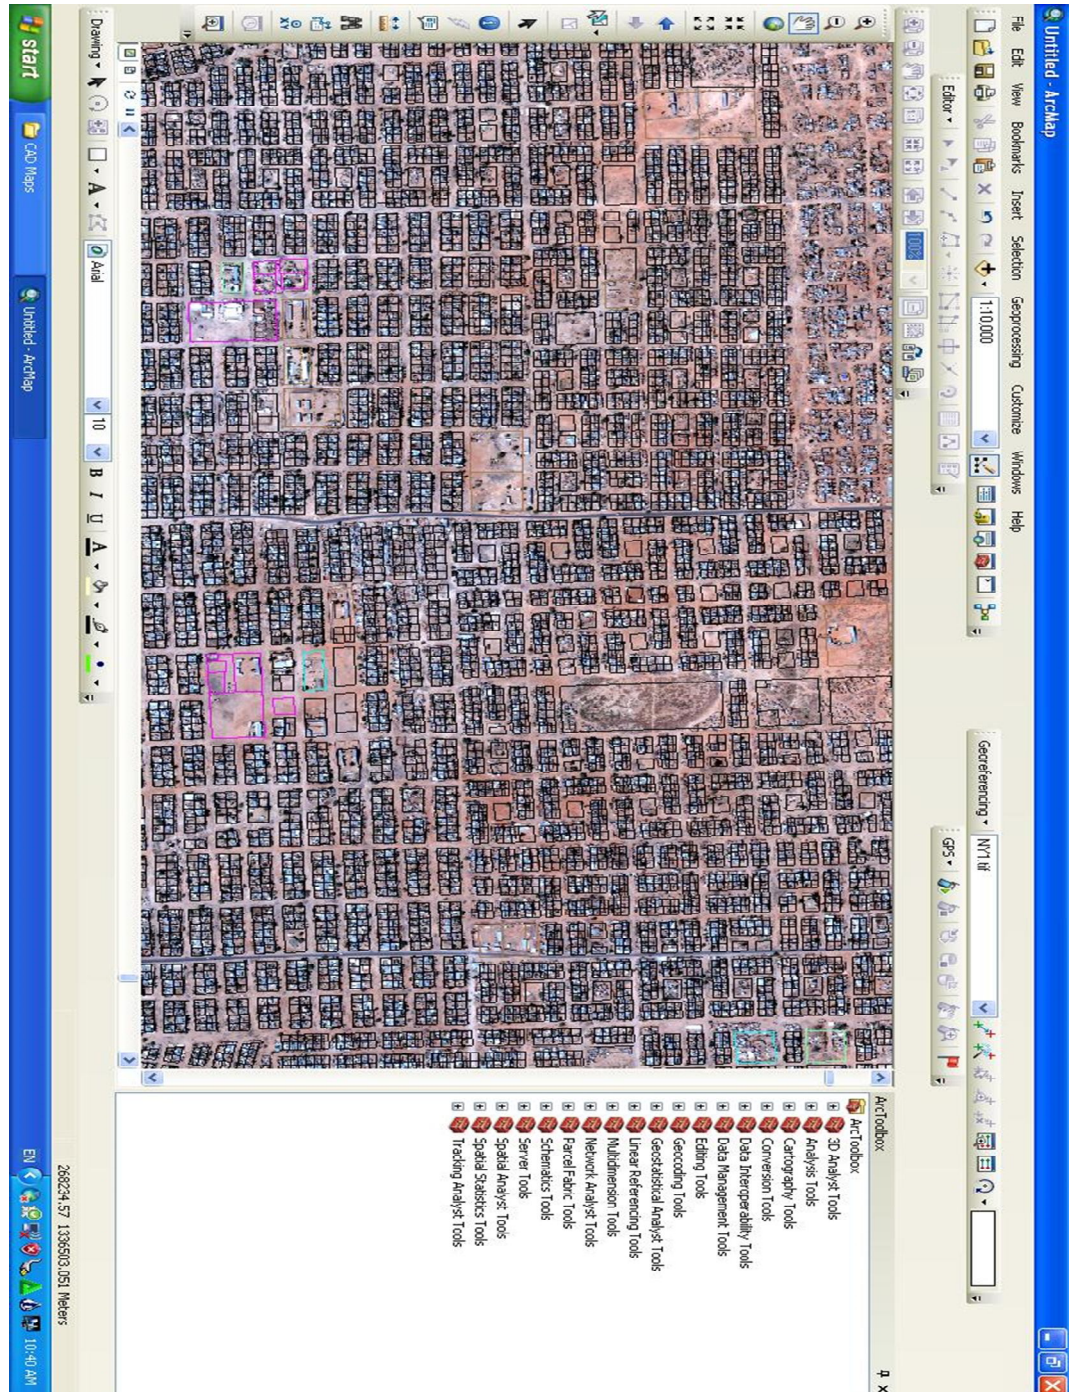 Untitled - ArcMap
File Edit View Bookmarks Insert Selection Geoprocessing Customize Windows Help
1:10,000
Georeferencing
NY1 tif
Editor
GPS
100%
ArcToolbox
ArcToolbox
3D Analyst Tools
Analysis Tools
Cartography Tools
Conversion Tools
Data Interoperability Tools
Data Management Tools
Editing Tools
Geocoding Tools
Geostatistical Analyst Tools
Linear Referencing Tools
Multidimension Tools
Network Analyst Tools
Parcel Fabric Tools
Schematics Tools
Server Tools
Spatial Analyst Tools
Spatial Statistics Tools
Tracking Analyst Tools
Drawing A Arial 10 B I U A
268234.57 1336503.051 Meters
start CAD Maps Untitled - ArcMap EN 10:40 AM